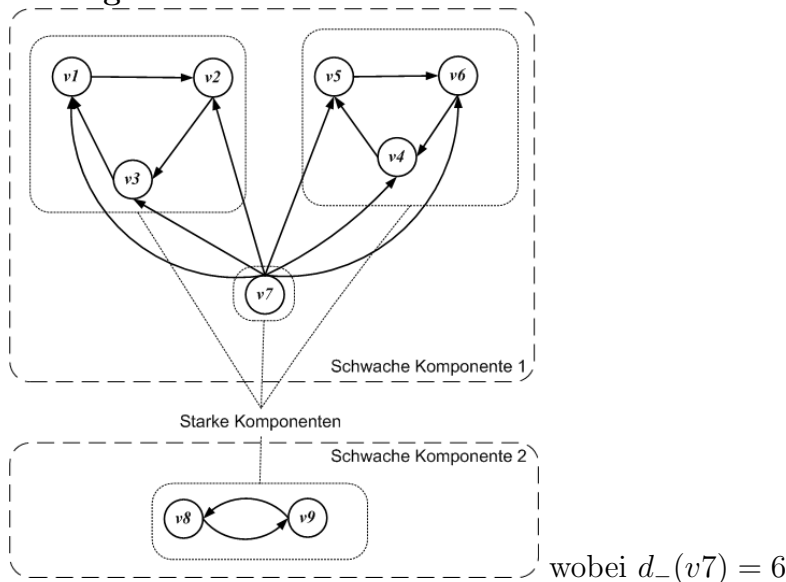 v1 v2 v5 v6
v4
v3
v7
Schwache Komponente 1
Starke Komponenten
Schwache Komponente 2
v8 v9
wobei d₋(v7) = 6